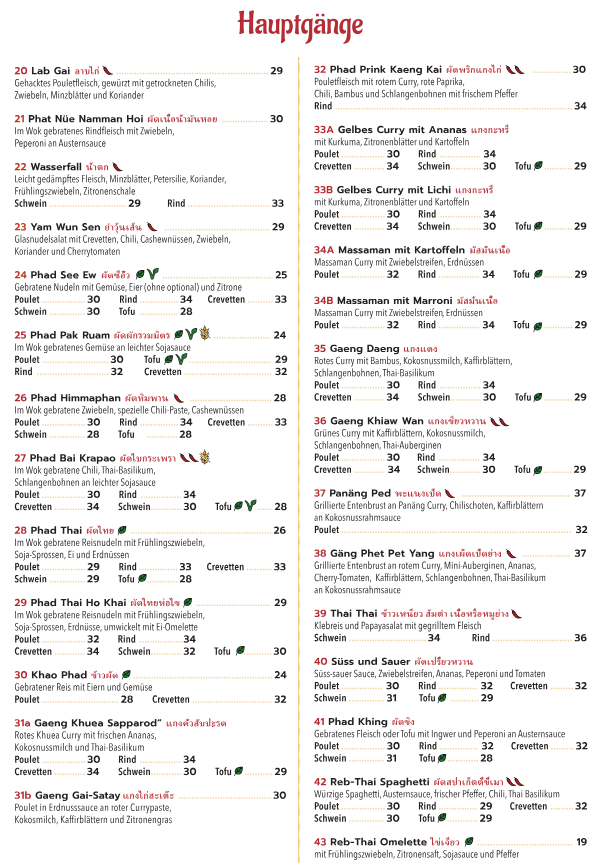 Hauptgänge
20 Lab Gai ลาบไก่ 29
Gehacktes Pouletfleisch, gewürzt mit getrockneten Chilis,
Zwiebeln, Minzblätter und Koriander
21 Phat Nüe Namman Hoi ผัดเนื้อน้ำมันหอย 30
Im Wok gebratenes Rindfleisch mit Zwiebeln,
Peperoni an Austernsauce
22 Wasserfall น้ำตก
Leicht gedämpftes Fleisch, Minzblätter, Petersilie, Koriander,
Frühlingszwiebeln, Zitronenschale
Schwein 29 Rind 33
23 Yam Wun Sen ยำวุ้นเส้น 29
Glasnudelsalat mit Crevetten, Chili, Cashewnüssen, Zwiebeln,
Koriander und Cherrytomaten
24 Phad See Ew ผัดซีอิ๊ว 25
Gebratene Nudeln mit Gemüse, Eier (ohne optional) und Zitrone
Poulet 30 Rind 34 Crevetten 33
Schwein 30 Tofu 28
25 Phad Pak Ruam ผัดผักรวมมิตร 24
Im Wok gebratenes Gemüse an leichter Sojasauce
Poulet 30 Tofu 29
Rind 32 Crevetten 32
26 Phad Himmaphan ผัดหิมพาน 28
Im Wok gebratene Zwiebeln, spezielle Chili-Paste, Cashewnüssen
Poulet 30 Rind 34 Crevetten 33
Schwein 28 Tofu 28
27 Phad Bai Krapao ผัดใบกระเพรา
Im Wok gebratene Chili, Thai-Basilikum,
Schlangenbohnen an leichter Sojasauce
Poulet 30 Rind 34
Crevetten 34 Schwein 30 Tofu 28
28 Phad Thai ผัดไทย 26
Im Wok gebratene Reisnudeln mit Frühlingszwiebeln,
Soja-Sprossen, Ei und Erdnüssen
Poulet 29 Rind 33 Crevetten 33
Schwein 29 Tofu 28
29 Phad Thai Ho Khai ผัดไทยห่อไข่ 29
Im Wok gebratene Reisnudeln mit Frühlingszwiebeln,
Soja-Sprossen, Erdnüsse, umwickelt mit Ei-Omelette
Poulet 32 Rind 34
Crevetten 34 Schwein 32 Tofu 30
30 Khao Phad ข้าวผัด 24
Gebratener Reis mit Eiern und Gemüse
Poulet 28 Crevetten 32
31a Gaeng Khuea Sapparod” แกงคั่วสับปะรด
Rotes Khuea Curry mit frischen Ananas,
Kokosnussmilch und Thai-Basilikum
Poulet 30 Rind 34
Crevetten 34 Schwein 30 Tofu 29
31b Gaeng Gai-Satay แกงไก่สะเต๊ะ 30
Poulet in Erdnusssauce an roter Currypaste,
Kokosmilch, Kaffirblättern und Zitronengras
32 Phad Prink Kaeng Kai ผัดพริกแกงไก่ 30
Pouletfleisch mit rotem Curry, rote Paprika,
Chili, Bambus und Schlangenbohnen mit frischem Pfeffer
Rind 34
33A Gelbes Curry mit Ananas แกงกะหรี่
mit Kurkuma, Zitronenblätter und Kartoffeln
Poulet 30 Rind 34
Crevetten 34 Schwein 30 Tofu 29
33B Gelbes Curry mit Lichi แกงกะหรี่
mit Kurkuma, Zitronenblätter und Kartoffeln
Poulet 30 Rind 34
Crevetten 34 Schwein 30 Tofu 29
34A Massaman mit Kartoffeln มัสมั่นเนื้อ
Massaman Curry mit Zwiebelstreifen, Erdnüssen
Poulet 32 Rind 34 Tofu 29
34B Massaman mit Marroni มัสมั่นเนื้อ
Massaman Curry mit Zwiebelstreifen, Erdnüssen
Poulet 32 Rind 34 Tofu 29
35 Gaeng Daeng แกงแดง
Rotes Curry mit Bambus, Kokosnussmilch, Kaffirblättern,
Schlangenbohnen, Thai-Basilikum
Poulet 30 Rind 34
Crevetten 34 Schwein 30 Tofu 29
36 Gaeng Khiaw Wan แกงเขียวหวาน
Grünes Curry mit Kaffirblättern, Kokosnussmilch,
Schlangenbohnen, Thai-Auberginen
Poulet 30 Rind 34
Crevetten 34 Schwein 30 Tofu 29
37 Panäng Ped พะแนงเป็ด 37
Grillierte Entenbrust an Panäng Curry, Chilischoten, Kaffirblättern
an Kokosnussrahmsauce
Poulet 32
38 Gäng Phet Pet Yang แกงเผ็ดเป็ดย่าง 37
Grillierte Entenbrust an rotem Curry, Mini-Auberginen, Ananas,
Cherry-Tomaten, Kaffirblättern, Schlangenbohnen, Thai-Basilikum
an Kokosnussrahmsauce
39 Thai Thai ข้าวเหนียว ส้มตำ เนื้อหรือหมูย่าง
Klebreis und Papayasalat mit gegrilltem Fleisch
Schwein 34 Rind 36
40 Süss und Sauer ผัดเปรี้ยวหวาน
Süss-sauer Sauce, Zwiebelstreifen, Ananas, Peperoni und Tomaten
Poulet 30 Rind 32 Crevetten 32
Schwein 31 Tofu 29
41 Phad Khing ผัดขิง
Gebratenes Fleisch oder Tofu mit Ingwer und Peperoni an Austernsauce
Poulet 30 Rind 32 Crevetten 32
Schwein 31 Tofu 28
42 Reb-Thai Spaghetti ผัดสปาเก็ตตี้ขี้เมา
Würzige Spaghetti, Austernsauce, frischer Pfeffer, Chili, Thai Basilikum
Poulet 30 Rind 29 Crevetten 32
Schwein 30 Tofu 29
43 Reb-Thai Omelette ไข่เจียว 19
mit Frühlingszwiebeln, Zitronensaft, Sojasauce und Pfeffer